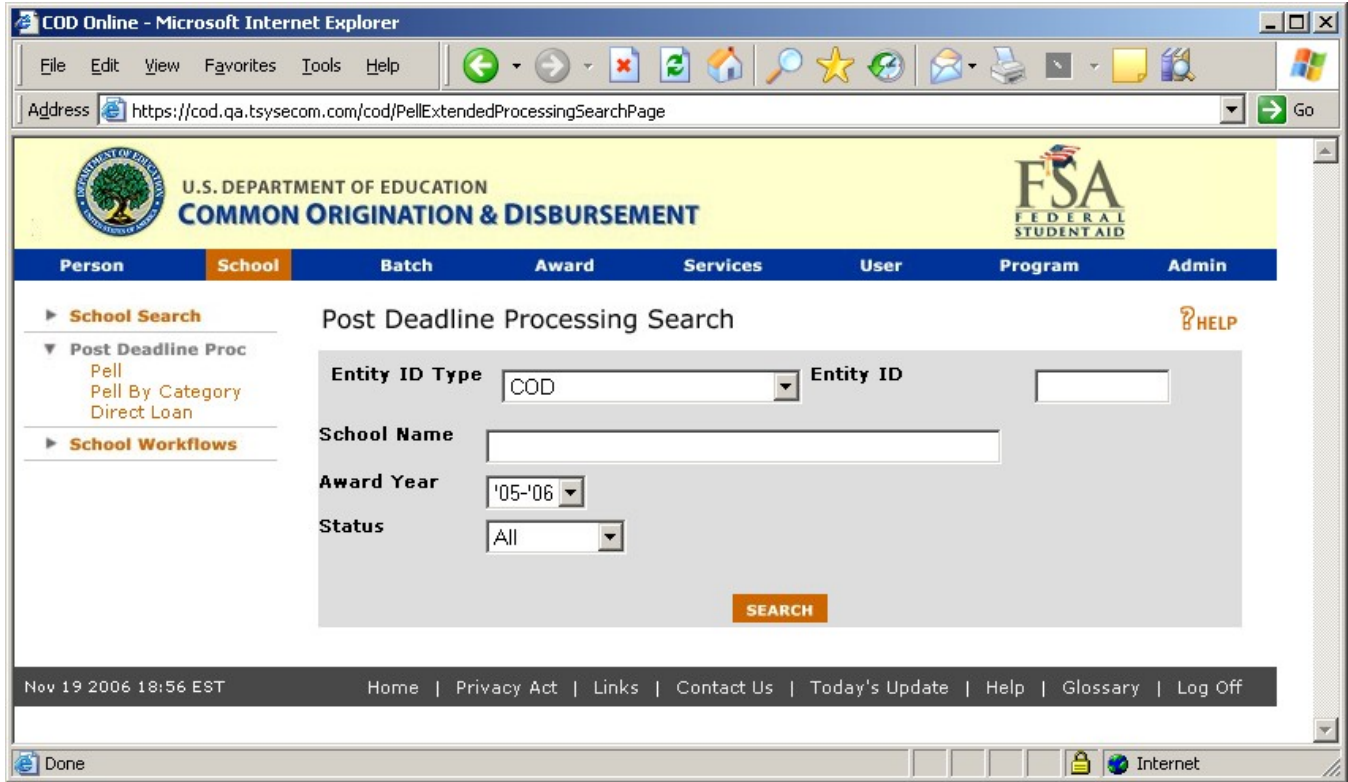 COD Online - Microsoft Internet Explorer
File Edit View Favorites Tools Help
Address https://cod.qa.tsysecom.com/cod/PellExtendedProcessingSearchPage Go
U.S. DEPARTMENT OF EDUCATION
COMMON ORIGINATION & DISBURSEMENT
FSA
FEDERAL
STUDENT AID
Person School Batch Award Services User Program Admin
School Search
Post Deadline Proc
Pell
Pell By Category
Direct Loan
School Workflows
Post Deadline Processing Search
HELP
Entity ID Type COD Entity ID
School Name
Award Year '05-'06
Status All
SEARCH
Nov 19 2006 18:56 EST Home | Privacy Act | Links | Contact Us | Today's Update | Help | Glossary | Log Off
Done Internet